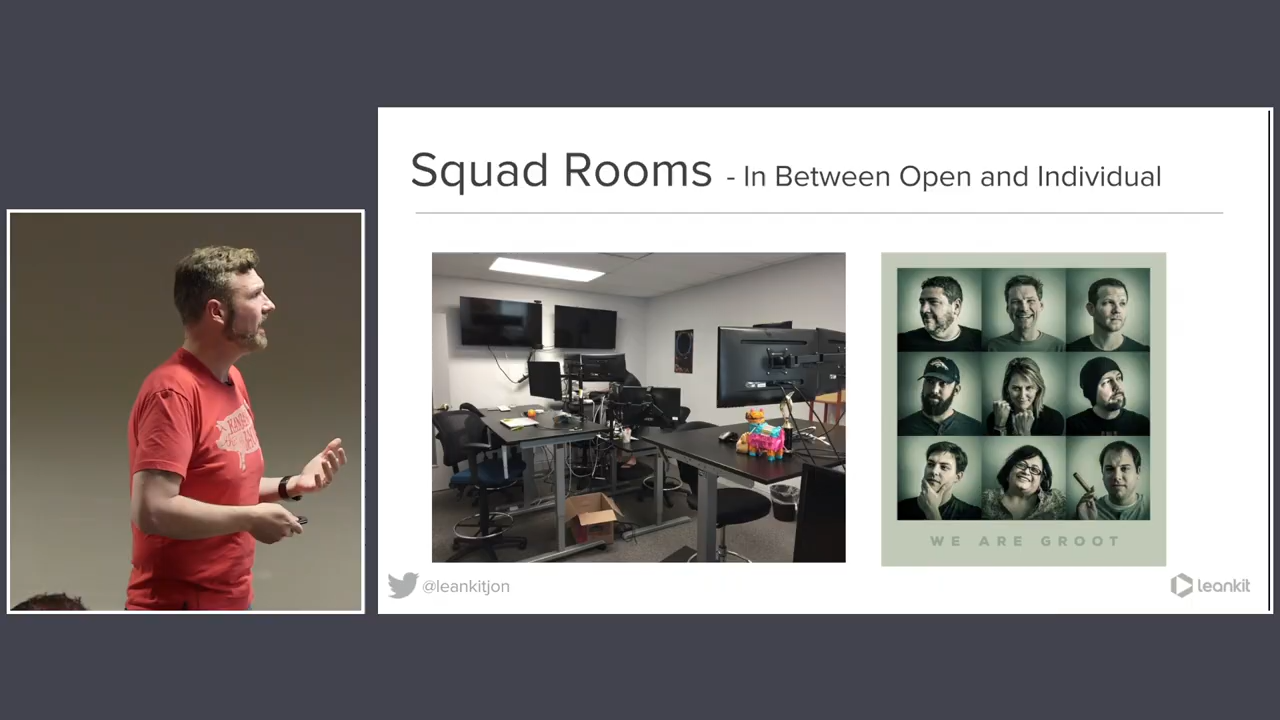 Squad Rooms - In Between Open and Individual
WE ARE GROOT
@leankitjon
leankit